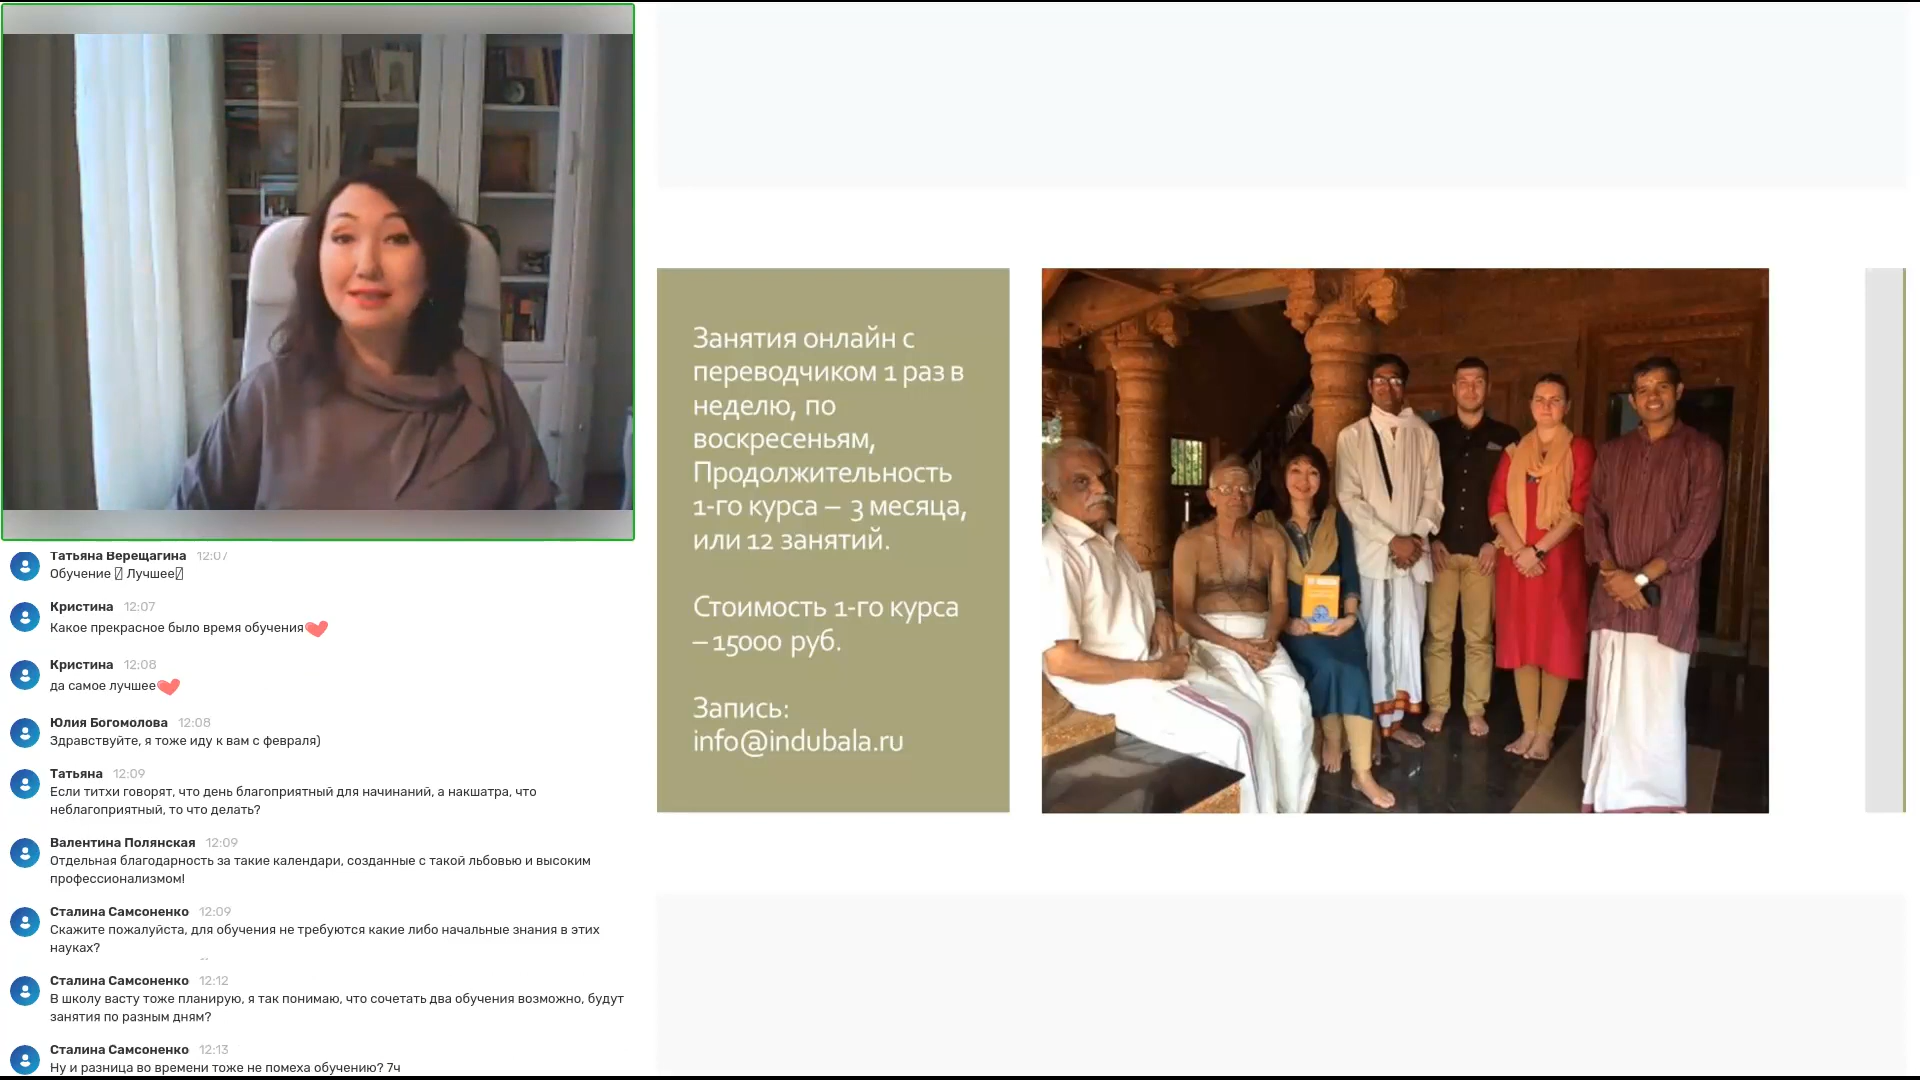 Татьяна Верещагина 12:07
Обучение Лучшее
Кристина 12:07
Какое прекрасное было время обучения
Кристина 12:08
да самое лучшее
Юлия Богомолова 12:08
Здравствуйте, я тоже иду к вам с февраля)
Татьяна 12:09
Если титхи говорят, что день благоприятный для начинаний, а накшатра, что
неблагоприятный, то что делать?
Валентина Полянская 12:09
Отдельная благодарность за такие календари, созданные с такой льбовью и высоким
профессионализмом!
Сталина Самсоненко 12:09
Скажите пожалуйста, для обучения не требуются какие либо начальные знания в этих
науках?
Сталина Самсоненко 12:12
В школу васту тоже планирую, я так понимаю, что сочетать два обучения возможно, будут
занятия по разным дням?
Сталина Самсоненко 12:13
Ну и разница во времени тоже не помеха обучению? 7ч
Занятия онлайн с
переводчиком 1 раз в
неделю, по
воскресеньям,
Продолжительность
1-го курса – 3 месяца,
или 12 занятий.
Стоимость 1-го курса
– 15000 руб.
Запись:
info@indubala.ru